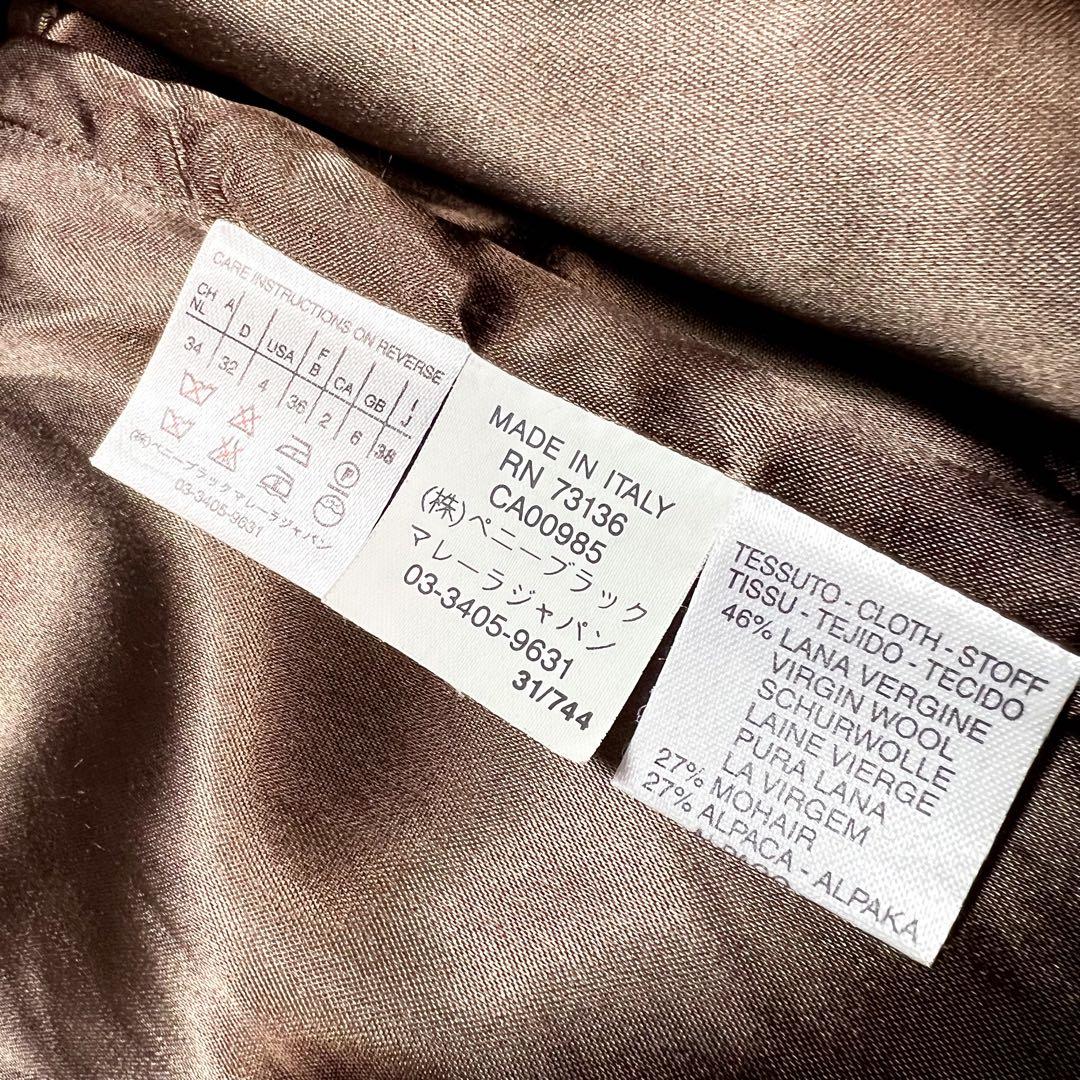 CARE INSTRUCTIONS ON REVERSE
CH NL A D USA F B CA GB I J
34 32 4 36 2 6 38
(株)ペニーブラックマレーラジャパン
03-3405-9631
MADE IN ITALY
RN 73136
CA00985
(株)ペニーブラック
マレーラジャパン
03-3405-9631
31/744
TESSUTO - CLOTH - STOFF
TISSU - TEJIDO - TECIDO
46% LANA VERGINE
VIRGIN WOOL
SCHURWOLLE
LAINE VIERGE
PURA LANA
LA VIRGEM
27% MOHAIR
27% ALPACA - ALPAKA